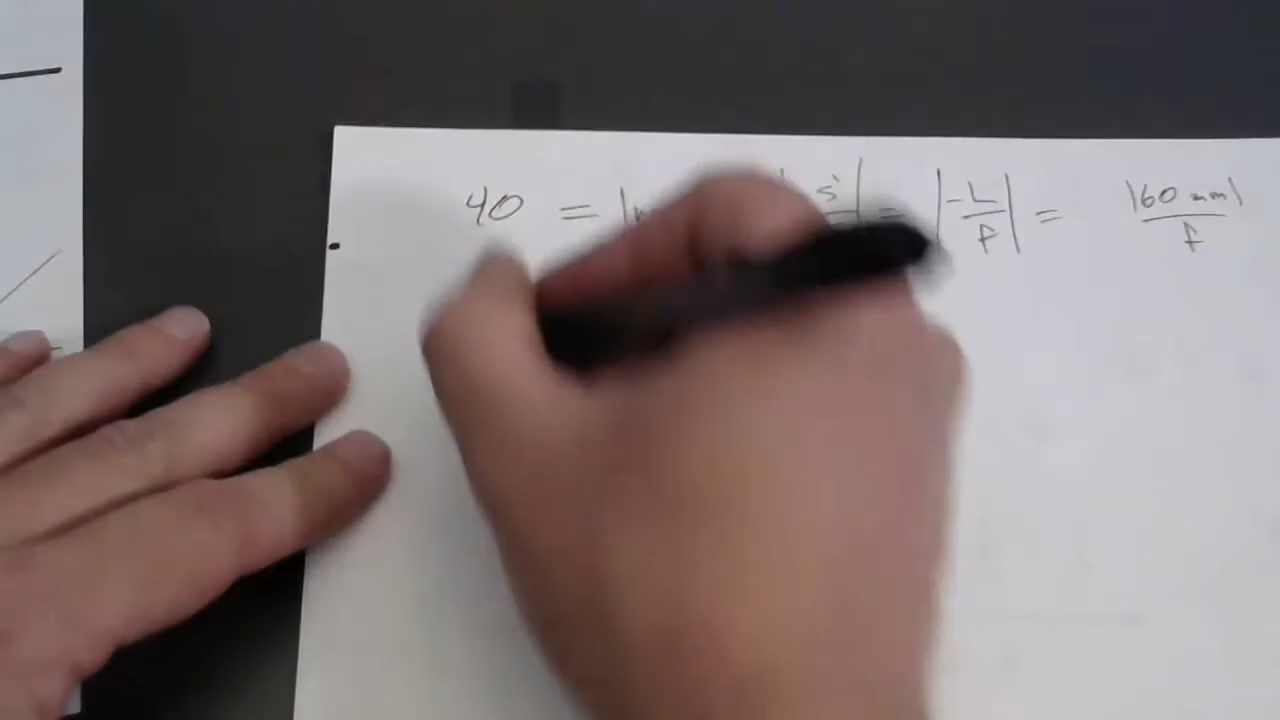 40 = |m s' | = |-L/f| = 160 mm/f